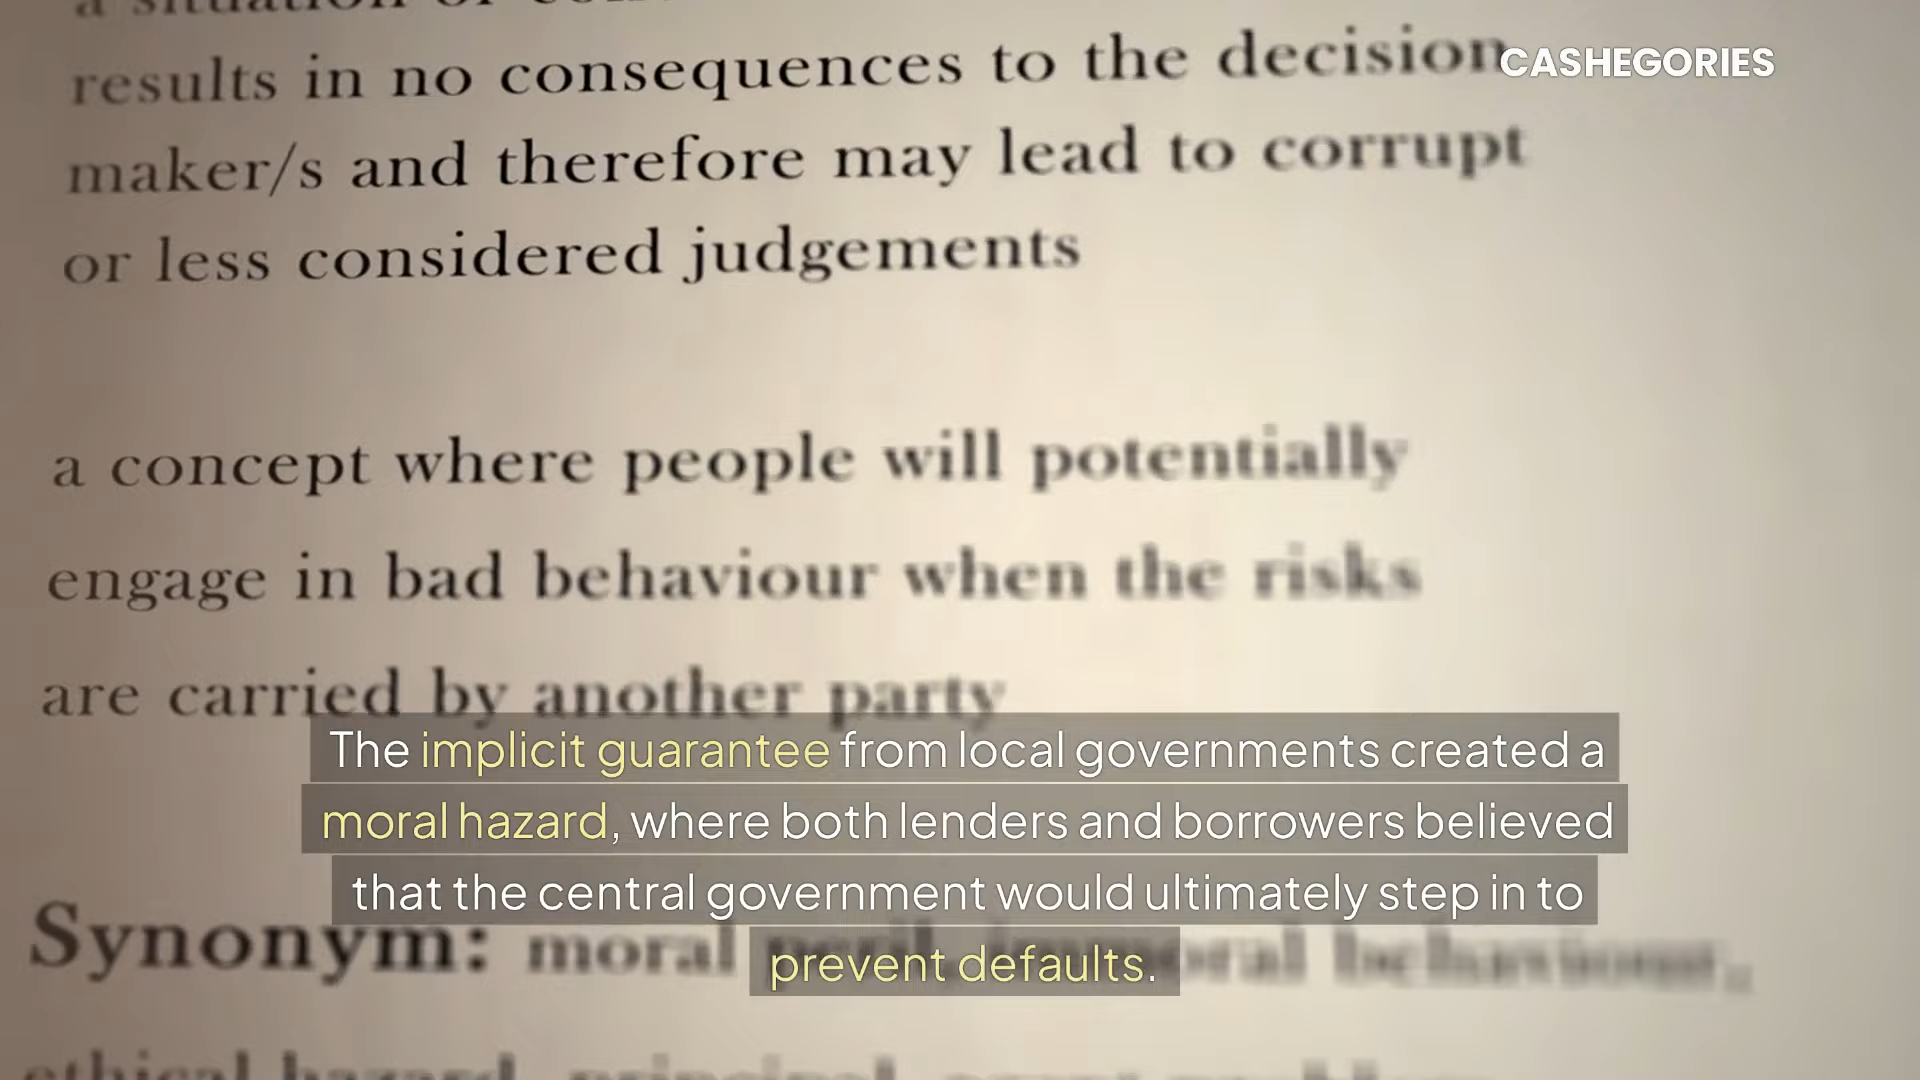 results in no consequences to the decision
CASHEGORIES
maker/s and therefore may lead to corrupt
or less considered judgements
a concept where people will potentially
engage in bad behaviour when the risks
are carried by another party
The implicit guarantee from local governments created a
moral hazard, where both lenders and borrowers believed
that the central government would ultimately step in to
prevent defaults.
Synonym: moral behaviour,